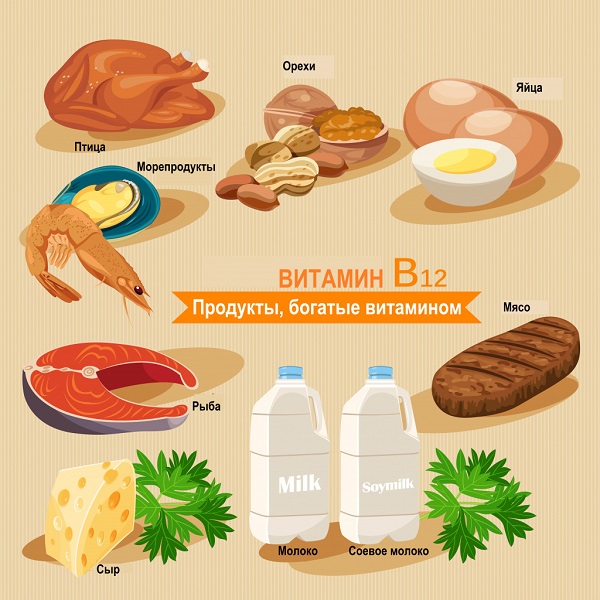 Орехи
Яйца
Птица
Морепродукты
ВИТАМИН B12
Продукты, богатые витамином
Мясо
Рыба
Milk
Soymilk
Молоко
Соевое молоко
Сыр